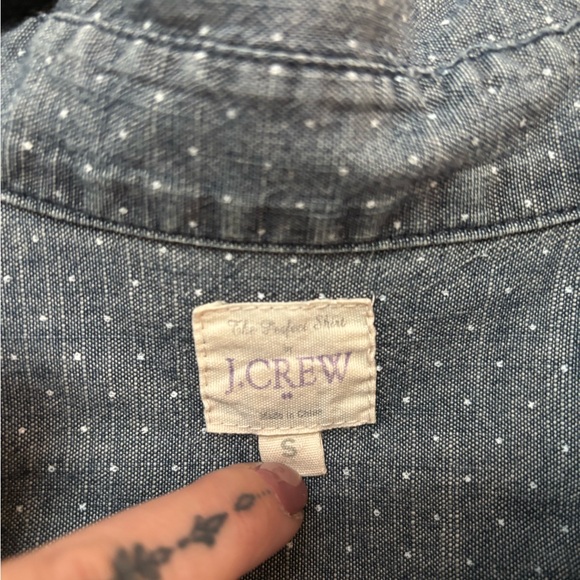 The Perfect Shirt
by
J.CREW
Made in China
S